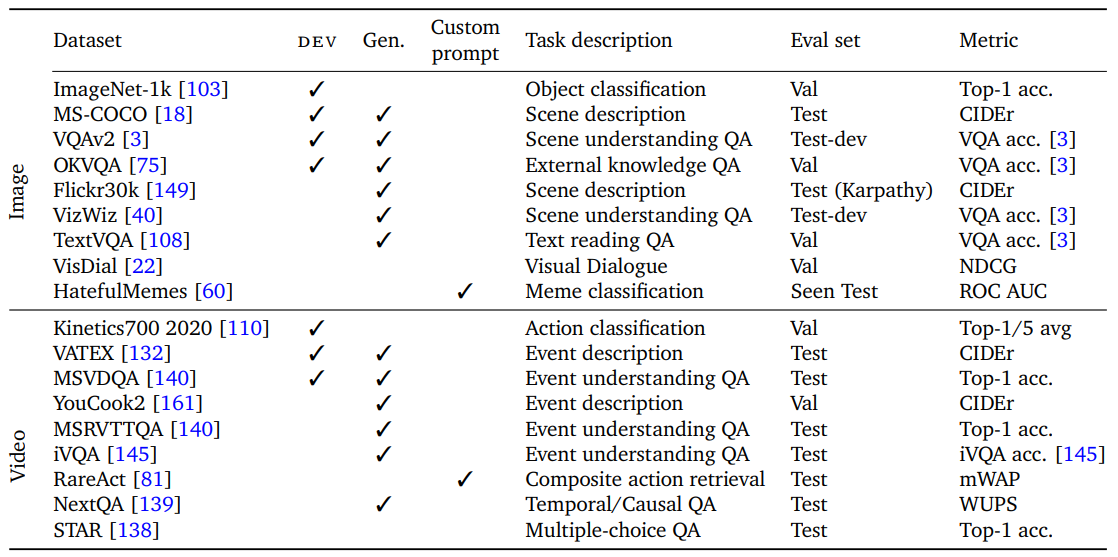 Dataset DEV Gen. Custom prompt Task description Eval set Metric
Image
ImageNet-1k [103] ✓ Object classification Val Top-1 acc.
MS-COCO [18] ✓ ✓ Scene description Test CIDEr
VQAv2 [3] ✓ ✓ Scene understanding QA Test-dev VQA acc. [3]
OKVQA [75] ✓ ✓ External knowledge QA Val VQA acc. [3]
Flickr30k [149] ✓ Scene description Test (Karpathy) CIDEr
VizWiz [40] ✓ Scene understanding QA Test-dev VQA acc. [3]
TextVQA [108] ✓ Text reading QA Val VQA acc. [3]
VisDial [22] Visual Dialogue Val NDCG
HatefulMemes [60] ✓ Meme classification Seen Test ROC AUC
Video
Kinetics700 2020 [110] ✓ Action classification Val Top-1/5 avg
VATEX [132] ✓ ✓ Event description Test CIDEr
MSVDQA [140] ✓ ✓ Event understanding QA Test Top-1 acc.
YouCook2 [161] ✓ Event description Val CIDEr
MSRVTTQA [140] ✓ Event understanding QA Test Top-1 acc.
iVQA [145] ✓ Event understanding QA Test iVQA acc. [145]
RareAct [81] ✓ Composite action retrieval Test mWAP
NextQA [139] ✓ Temporal/Causal QA Test WUPS
STAR [138] Multiple-choice QA Test Top-1 acc.